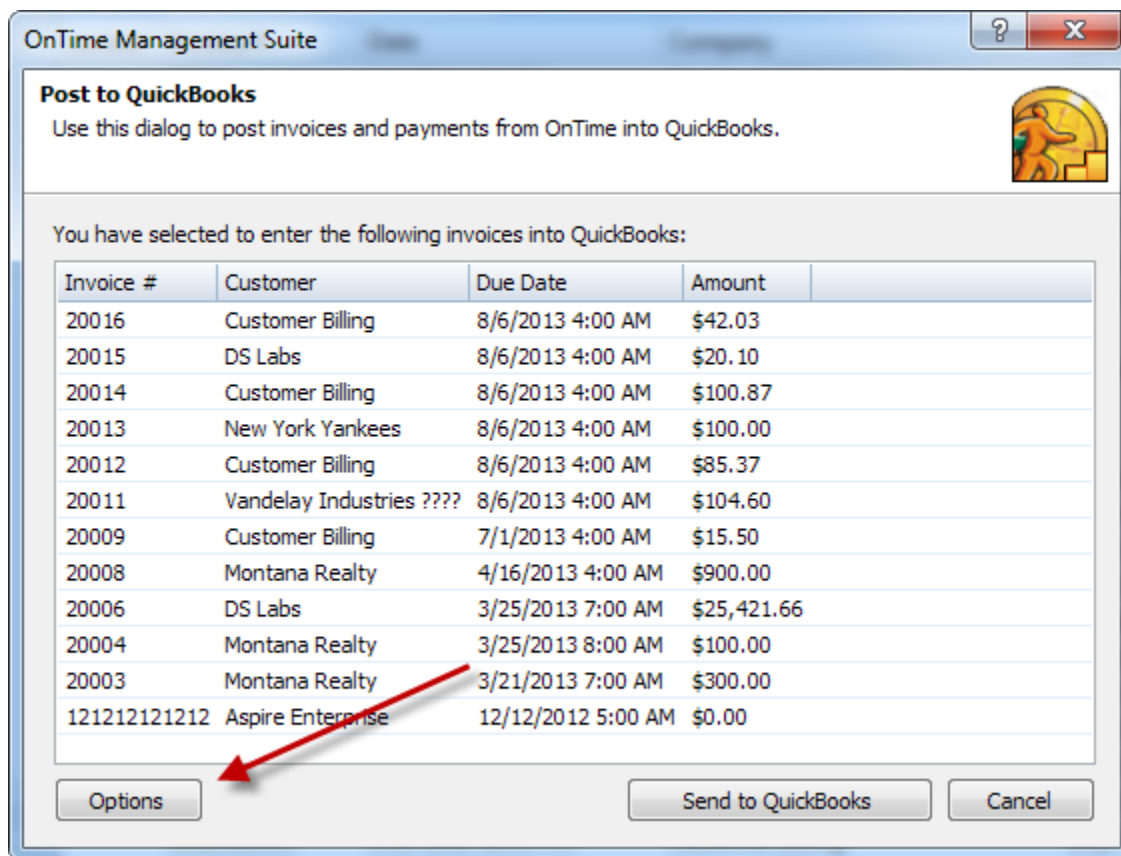 OnTime Management Suite
Post to QuickBooks
Use this dialog to post invoices and payments from OnTime into QuickBooks.
You have selected to enter the following invoices into QuickBooks:
Invoice # Customer Due Date Amount
20016 Customer Billing 8/6/2013 4:00 AM $42.03
20015 DS Labs 8/6/2013 4:00 AM $20.10
20014 Customer Billing 8/6/2013 4:00 AM $100.87
20013 New York Yankees 8/6/2013 4:00 AM $100.00
20012 Customer Billing 8/6/2013 4:00 AM $85.37
20011 Vandelay Industries ???? 8/6/2013 4:00 AM $104.60
20009 Customer Billing 7/1/2013 4:00 AM $15.50
20008 Montana Realty 4/16/2013 4:00 AM $900.00
20006 DS Labs 3/25/2013 7:00 AM $25,421.66
20004 Montana Realty 3/25/2013 8:00 AM $100.00
20003 Montana Realty 3/21/2013 7:00 AM $300.00
121212121212 Aspire Enterprise 12/12/2012 5:00 AM $0.00
Options Send to QuickBooks Cancel